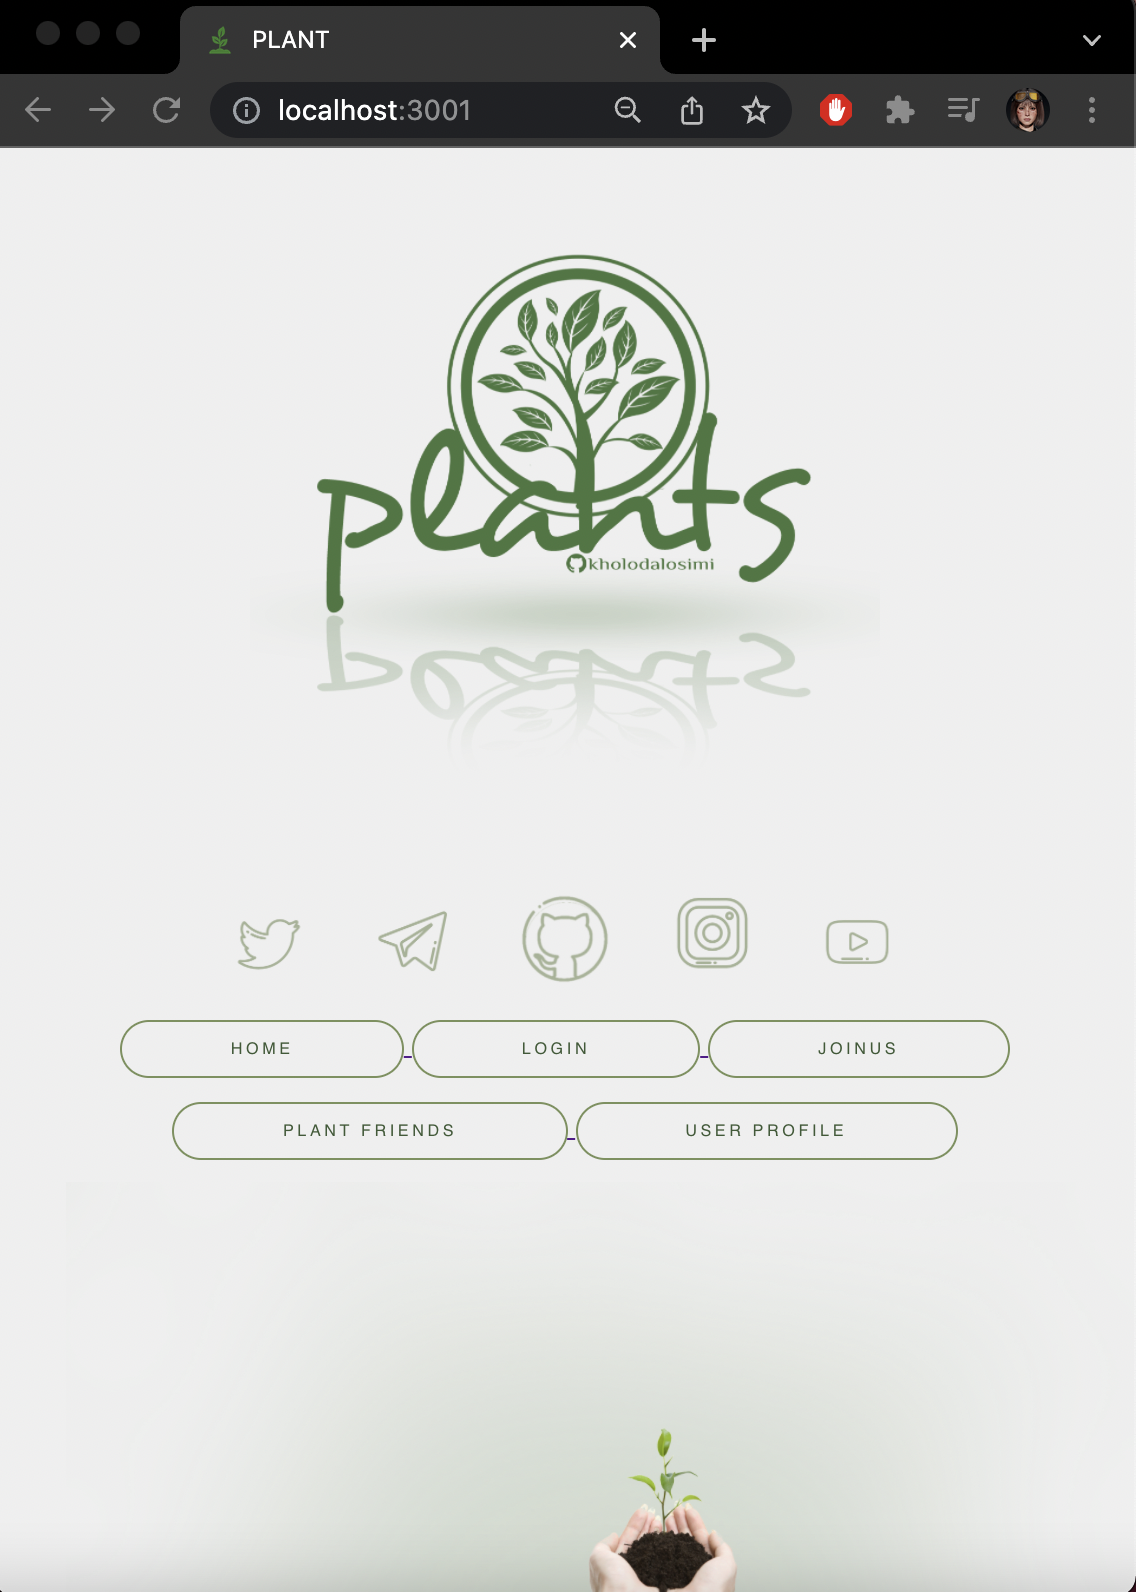 PLANT
localhost:3001
plants
kholodalosimi
HOME LOGIN JOINUS
PLANT FRIENDS USER PROFILE